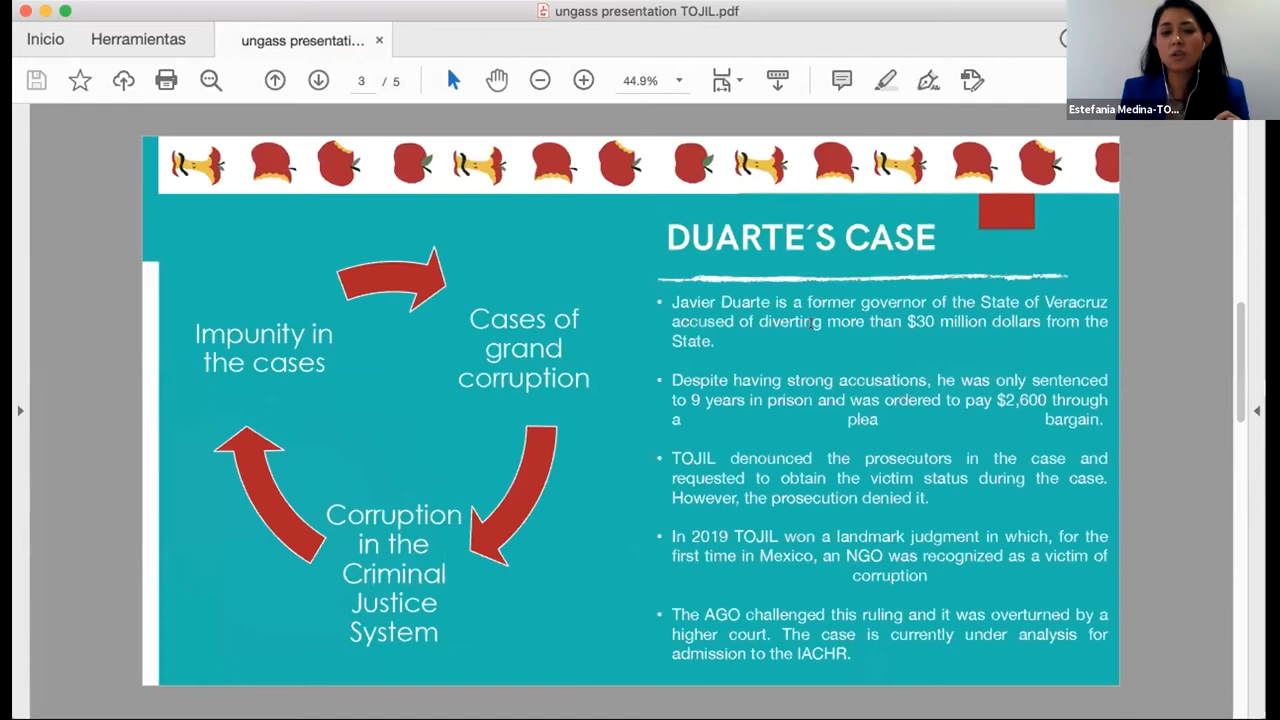 ungass presentation TOJIL.pdf
Inicio
Herramientas
ungass presentati...
×
3 / 5
44.9%
Estefania Medina-TO...
Impunity in
the cases
Cases of
grand
corruption
Corruption
in the
Criminal
Justice
System
DUARTE´S CASE
• Javier Duarte is a former governor of the State of Veracruz
accused of diverting more than $30 million dollars from the
State.
• Despite having strong accusations, he was only sentenced
to 9 years in prison and was ordered to pay $2,600 through
a plea bargain.
• TOJIL denounced the prosecutors in the case and
requested to obtain the victim status during the case.
However, the prosecution denied it.
• In 2019 TOJIL won a landmark judgment in which, for the
first time in Mexico, an NGO was recognized as a victim of
corruption
• The AGO challenged this ruling and it was overturned by a
higher court. The case is currently under analysis for
admission to the IACHR.